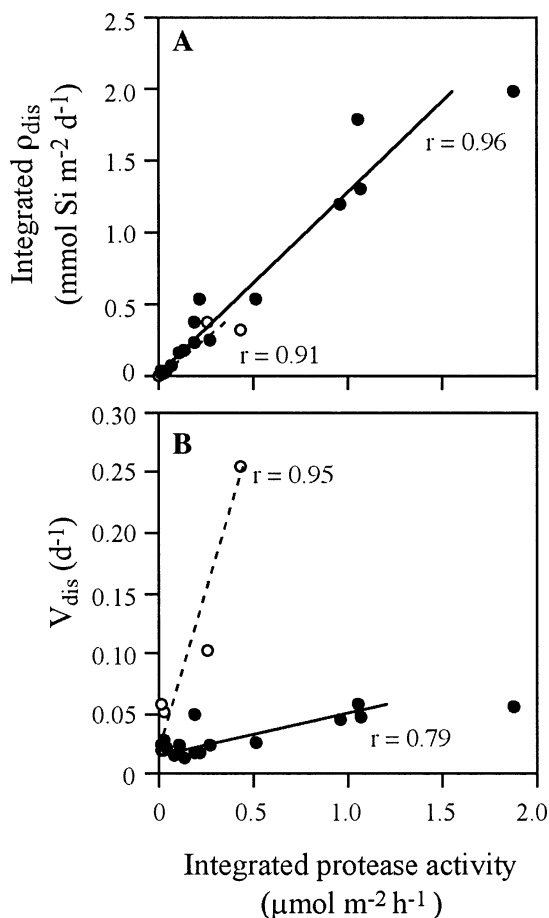 A
2.5
2.0
1.5
1.0
0.5
0
Integrated ρdis
(mmol Si m-2 d-1)
r = 0.96
r = 0.91
B
0.30
0.25
0.20
0.15
0.10
0.05
0
Vdis (d-1)
r = 0.95
r = 0.79
0 0.5 1.0 1.5 2.0
Integrated protease activity
(μmol m-2 h-1)